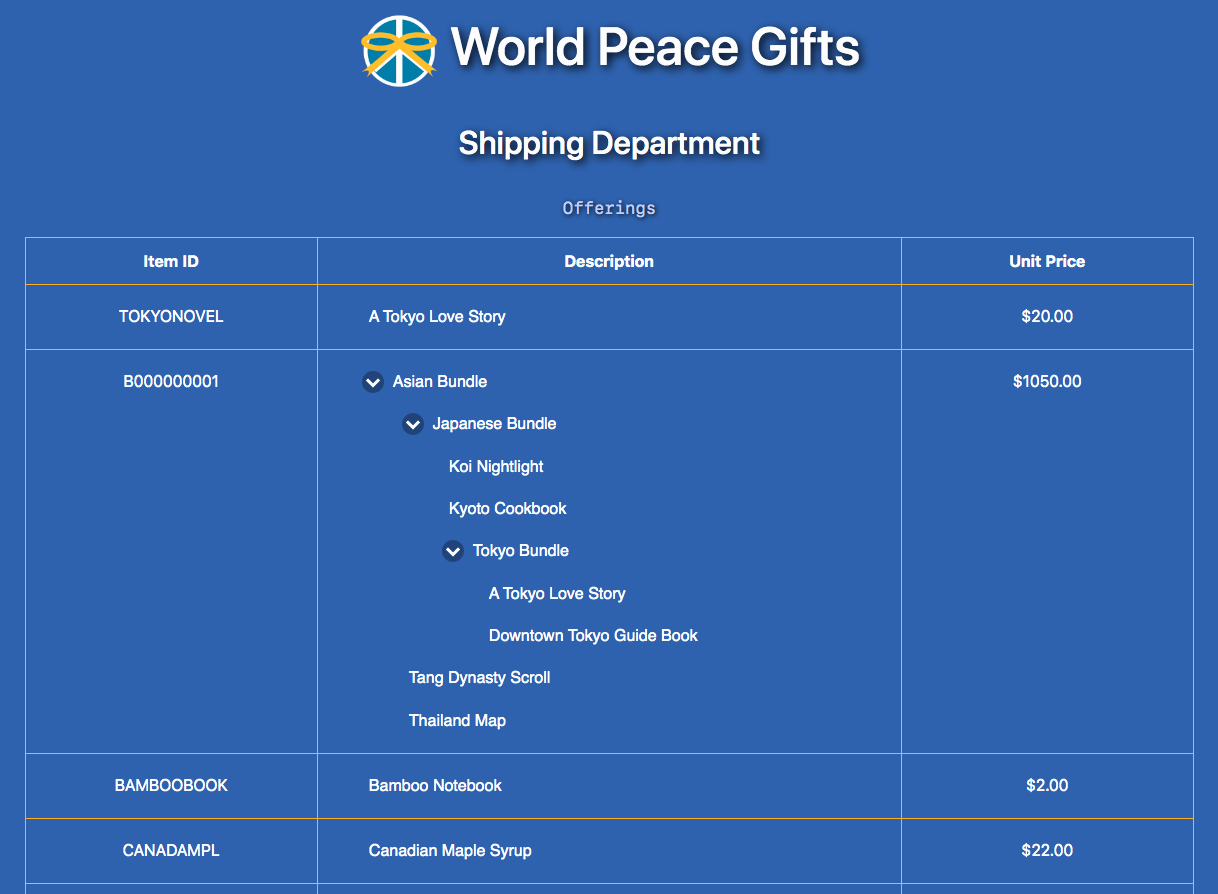 World Peace Gifts
Shipping Department
Offerings
Item ID Description Unit Price
TOKYONOVEL A Tokyo Love Story $20.00
B000000001 Asian Bundle $1050.00
Japanese Bundle
Koi Nightlight
Kyoto Cookbook
Tokyo Bundle
A Tokyo Love Story
Downtown Tokyo Guide Book
Tang Dynasty Scroll
Thailand Map
BAMBOOBOOK Bamboo Notebook $2.00
CANADAMPL Canadian Maple Syrup $22.00